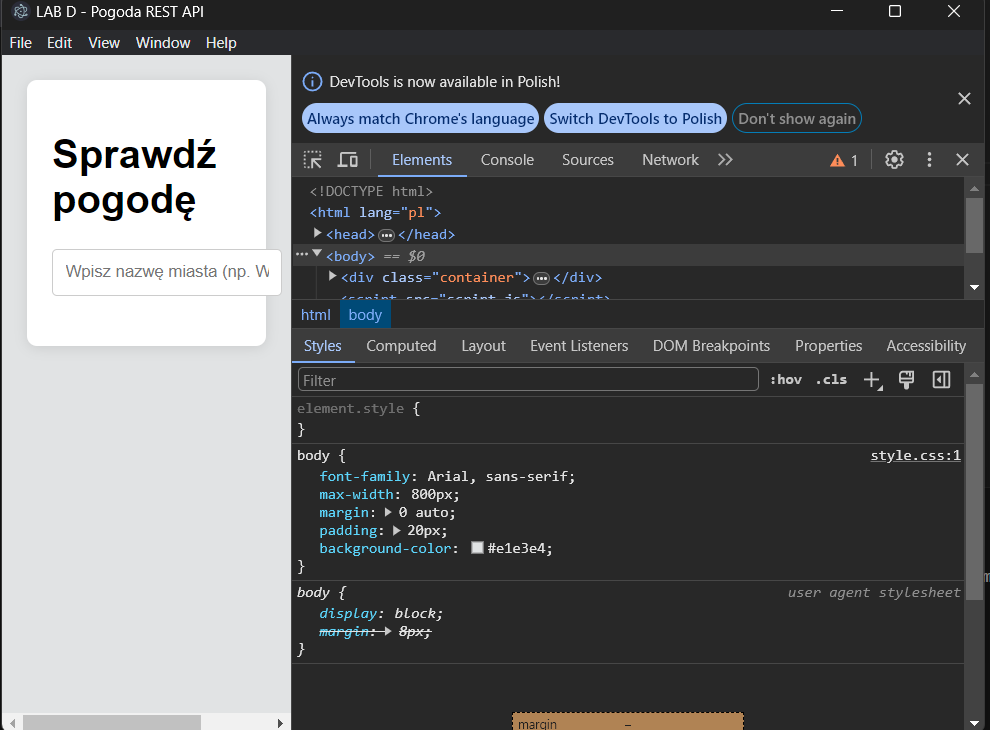 LAB D - Pogoda REST API
File Edit View Window Help
Sprawdź
pogodę
Wpisz nazwę miasta (np. W
DevTools is now available in Polish!
Always match Chrome's language Switch DevTools to Polish Don't show again
Elements Console Sources Network 1
<!DOCTYPE html>
<html lang="pl">
<head> … </head>
<body> == $0
<div class="container"> … </div>
<script src="script.js"></script>
html body
Styles Computed Layout Event Listeners DOM Breakpoints Properties Accessibility
Filter :hov .cls
element.style {
}
body { style.css:1
font-family: Arial, sans-serif;
max-width: 800px;
margin: 0 auto;
padding: 20px;
background-color: #e1e3e4;
}
body { user agent stylesheet
display: block;
margin: 8px;
}
margin –